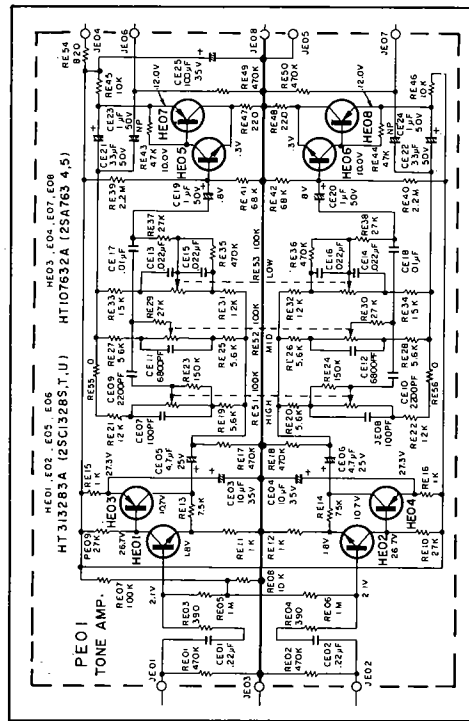 PE01
TONE AMP.
HE01, E02, E05, E06
HT313283A (2SC1328S,T,U)
HE03, E04, E07, E08
HT107632A (2SA763 4,5)
JE01
RE01
470K
CE01
.22µF
RE03
390
RE05
1M
RE07
100K
2.1V
HE01
1.8V
26.7V
PE09
27K
HE03
10.7V
27.3V
RE15
1K
RE13
7.5K
RE11
1K
CE03
10µF
35V
CE05
4.7µF
25V
RE17
470K
RE21
12K
CE07
100PF
RE19
5.6K
RE51 100K
HIGH
RE23
150K
CE09
2200PF
RE55 0
RE27
5.6K
CE11
6800PF
RE25
5.6K
RE52 100K
MID
RE29
27K
RE33
15K
RE31
12K
CE17
.01µF
CE13
.022µF
CE15
.022µF
RE37
27K
RE35
470K
RE53 100K
LOW
RE39
2.2M
CE19
1µF
50V
.8V
RE41
68K
HE05
.3V
CE21
33µF
50V
CE23
1µF
50V
NP
RE43
47K
10.0V
HE07
12.0V
RE47
220
RE45
10K
RE49
470K
CE25
100µF
35V
RE54
820
JE04
JE06
JE08
JE05
JE03
RE08
10K
JE02
RE02
470K
CE02
.22µF
RE04
390
RE06
1M
2.1V
HE02
1.8V
26.7V
RE10
27K
HE04
10.7V
27.3V
RE16
1K
RE14
7.5K
RE12
1K
CE04
10µF
35V
CE06
4.7µF
25V
RE18
470K
RE22
12K
JE08
100PF
RE20
5.6K
RE24
150K
CE10
2200PF
RE56 0
RE28
5.6K
CE12
6800PF
RE26
5.6K
RE30
27K
RE34
15K
RE32
12K
CE18
.01µF
CE14
.022µF
CE16
.022µF
RE38
27K
RE36
470K
RE40
2.2M
CE20
1µF
50V
.8V
RE42
68K
HE06
.3V
CE22
33µF
50V
CE24
1µF
50V
NP
RE44
47K
10.0V
HE08
12.0V
RE48
220
RE46
10K
RE50
470K
JE07